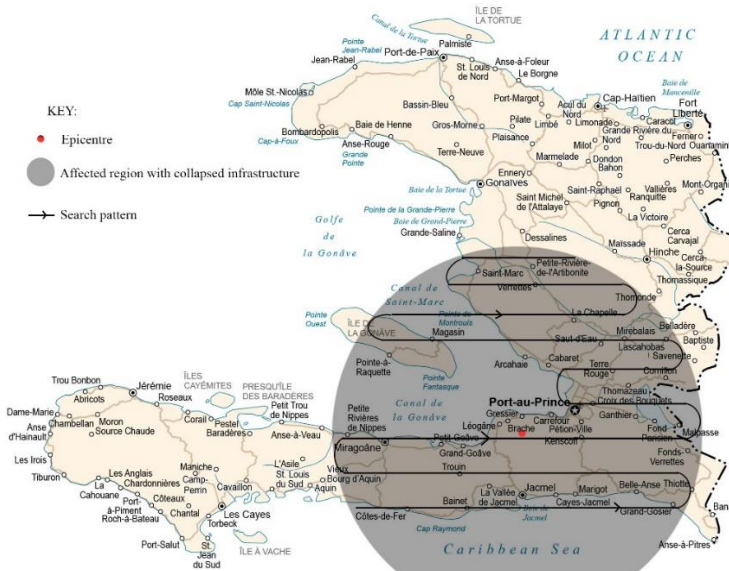 ÎLE DE
LA TORTUE
Canal de la Tortue
Palmiste
ATLANTIC
OCEAN
Pointe
Jean-Rabel
Port-de-Paix
Jean-Rabel
St. Louis
de Nord
Anse-à-Foleur
Le Borgne
Môle St.-Nicolas
Cap Saint-Nicolas
Bassin-Bleu
Port-Margot
Acul du
Nord
Cap-Haïtien
Baie de
Mancenille
Fort
Liberté
KEY:
Epicentre
Affected region with collapsed infrastructure
Search pattern
Bombardopolis
Cap-à-Foux
Baie de Henne
Anse-Rouge
Grande
Pointe
Gros-Morne
Pilate
Limbé
Plaisance
Limonade
Caracol
Grande Rivière du
Nord
Trou-du-Nord
Ferrier
Ouanaminthe
Milot
Terre-Neuve
Marmelade
Dondon
Bahon
Perches
Ennery
Baie de la Tortue
Gonaïves
Saint-Raphaël
Vallières
Mont-Organisé
Ranquitte
Pignon
Saint Michel
de l'Attalaye
La Victoire
Golfe
de
la Gonâve
Pointe de la Grande-Pierre
Baie de Grand-Pierre
Grande-Saline
Dessalines
Cerca
Carvajal
Maïssade
Hinche
Cerca-
la-Source
Thomassique
Saint-Marc
Petite-Rivière-
de-l'Artibonite
Verrettes
Thomonde
Canal de
Saint-Marc
Pointe
Ouest
ÎLE DE
LA GONÂVE
Pointe de
Montrouis
Magasin
La Chapelle
Mirebalais
Belladère
Baptiste
Saut-d'Eau
Lascahobas
Savenette
Pointe-à-
Raquette
Arcahaie
Cabaret
Terre
Rouge
Cornillon
Pointe
Fantasque
Thomazeau
Port-au-Prince
Croix des Bouquets
ÎLES
CAYÉMITES
PRESQU'ÎLE
DES BARADÈRES
Canal de
la Gonâve
Trou Bonbon
Jérémie
Abricots
Roseaux
Dame-Marie
Chambellan
Moron
Source Chaude
Corail
Pestel
Baradères
Petit Trou
de Nippes
Anse-à-Veau
Petite
Rivières
de Nippes
Miragoâne
Petit-Goâve
Grand-Goâve
Léogâne
Gressier
Brache
Carrefour
Pétion-Ville
Kenscoff
Ganthier
Fond
Parisien
Malpasse
Fonds-
Verrettes
Anse
d'Hainault
Les Irois
Tiburon
La
Cahouane
Les Anglais
Chardonnières
Port-
à-Piment
Roch-à-Bateau
Côteaux
Chantal
Port-Salut
Maniche
Camp-
Perrin
Cavaillon
Les Cayes
Torbeck
St.
Jean
du Sud
ÎLE À VACHE
L'Asile
St. Louis
du Sud
Aquin
Vieux
Bourg d'Aquin
Trouin
Côtes-de-Fer
Bainet
Cap Raymond
La Vallée
de Jacmel
Jacmel
Baie de
Jacmel
Cayes-Jacmel
Marigot
Belle-Anse
Thiotte
Grand-Gosier
Anse-à-Pitres
Caribbean Sea